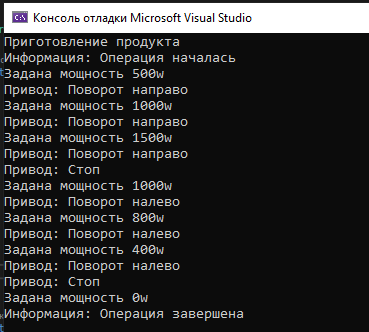 Консоль отладки Microsoft Visual Studio
Приготовление продукта
Информация: Операция началась
Задана мощность 500w
Привод: Поворот направо
Задана мощность 1000w
Привод: Поворот направо
Задана мощность 1500w
Привод: Поворот направо
Привод: Стоп
Задана мощность 1000w
Привод: Поворот налево
Задана мощность 800w
Привод: Поворот налево
Задана мощность 400w
Привод: Поворот налево
Привод: Стоп
Задана мощность 0w
Информация: Операция завершена